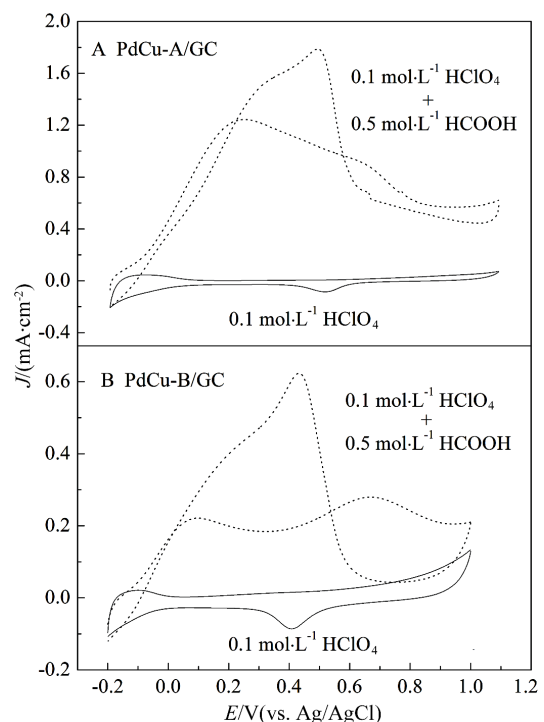 2.0
A PdCu-A/GC
0.1 mol·L⁻¹ HClO₄
+
0.5 mol·L⁻¹ HCOOH
1.6
1.2
0.8
0.4
0.0
-0.4
0.1 mol·L⁻¹ HClO₄
J/(mA·cm⁻²)
B PdCu-B/GC
0.1 mol·L⁻¹ HClO₄
+
0.5 mol·L⁻¹ HCOOH
0.6
0.4
0.2
0.0
-0.2
0.1 mol·L⁻¹ HClO₄
-0.2 0.0 0.2 0.4 0.6 0.8 1.0 1.2
E/V(vs. Ag/AgCl)